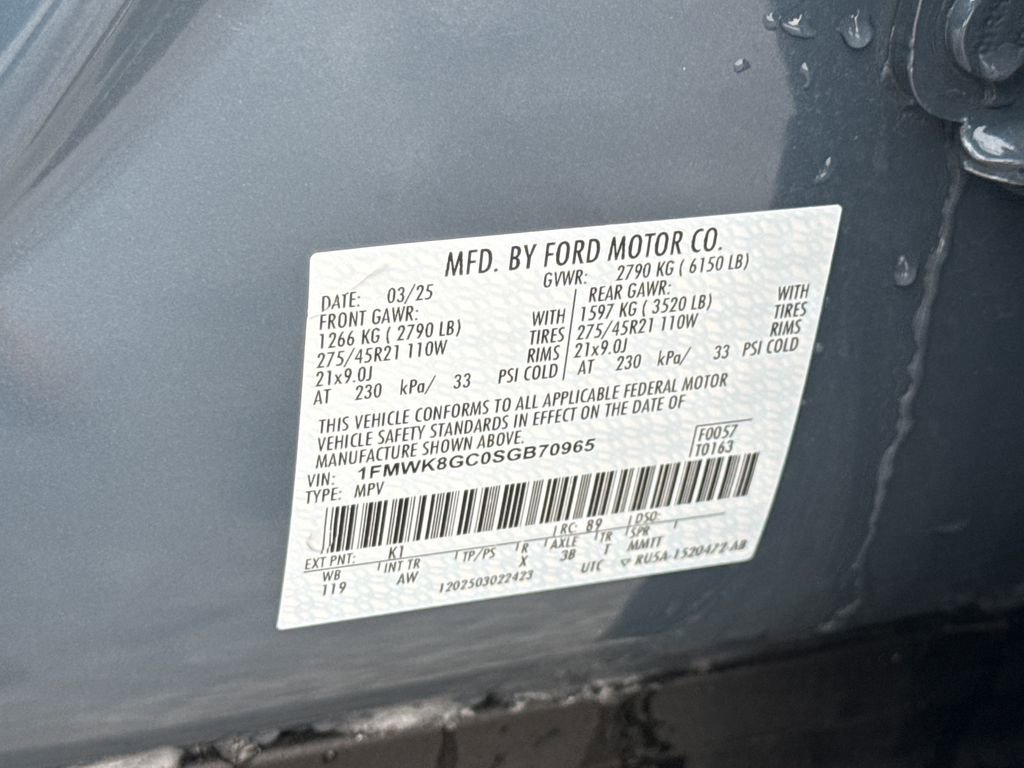 MFD. BY FORD MOTOR CO.
DATE: 03/25 GVWR: 2790 KG ( 6150 LB)
FRONT GAWR: REAR GAWR:
1266 KG ( 2790 LB) WITH 1597 KG ( 3520 LB) WITH
275/45R21 110W TIRES 275/45R21 110W TIRES
21x9.0J RIMS 21x9.0J RIMS
AT 230 kPa/ 33 PSI COLD AT 230 kPa/ 33 PSI COLD
THIS VEHICLE CONFORMS TO ALL APPLICABLE FEDERAL MOTOR
VEHICLE SAFETY STANDARDS IN EFFECT ON THE DATE OF
MANUFACTURE SHOWN ABOVE.
VIN: 1FMWK8GC0SGB70965 F0057
TYPE: MPV T0163
EXT PNT: K1 RC: 89 DSO:
WB INT TR TP/PS R AXLE TR SPR
119 AW X 3B T MMTT
1202503022423 UTC ▽ RU5A-1520472-AB